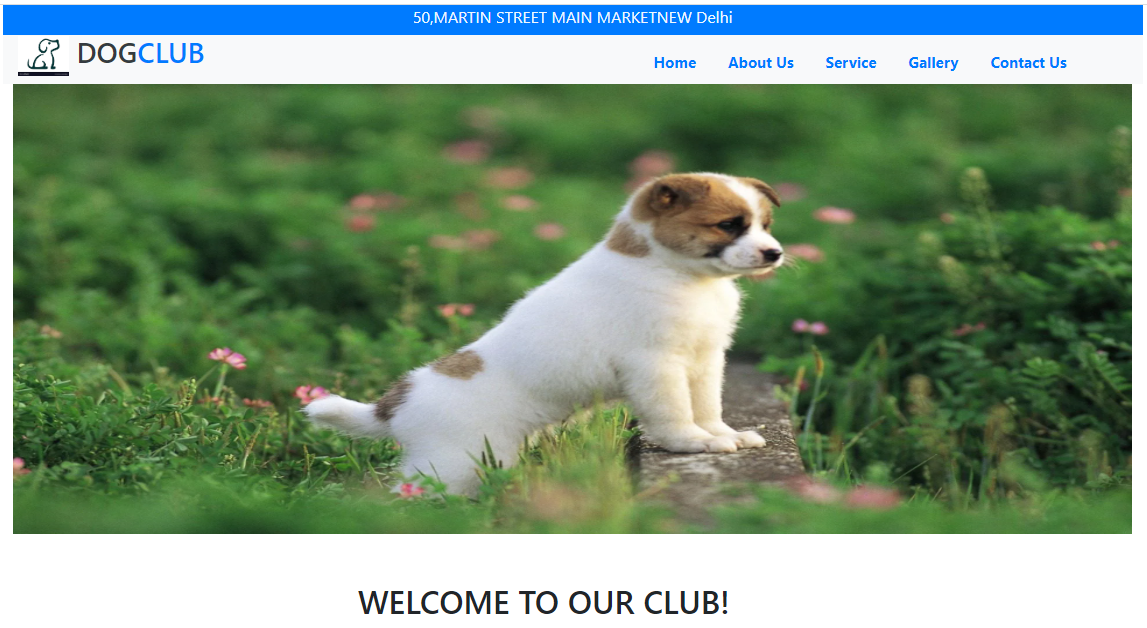 50,MARTIN STREET MAIN MARKETNEW Delhi
DOGCLUB
Home About Us Service Gallery Contact Us
WELCOME TO OUR CLUB!